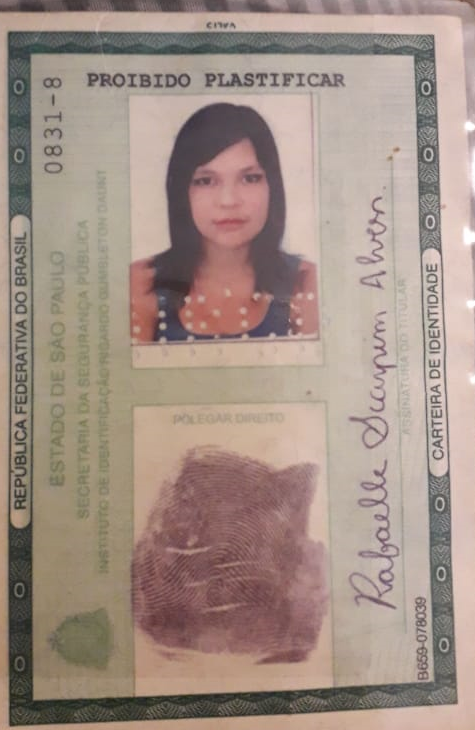 PROIBIDO PLASTIFICAR
0831-8
REPÚBLICA FEDERATIVA DO BRASIL
ESTADO DE SÃO PAULO
SECRETARIA DA SEGURANÇA PÚBLICA
INSTITUTO DE IDENTIFICAÇÃO RICARDO GUMBLETON DAUNT
POLEGAR DIREITO
Rafaelle Scarpim Alves.
ASSINATURA DO TITULAR
CARTEIRA DE IDENTIDADE
B659-078039